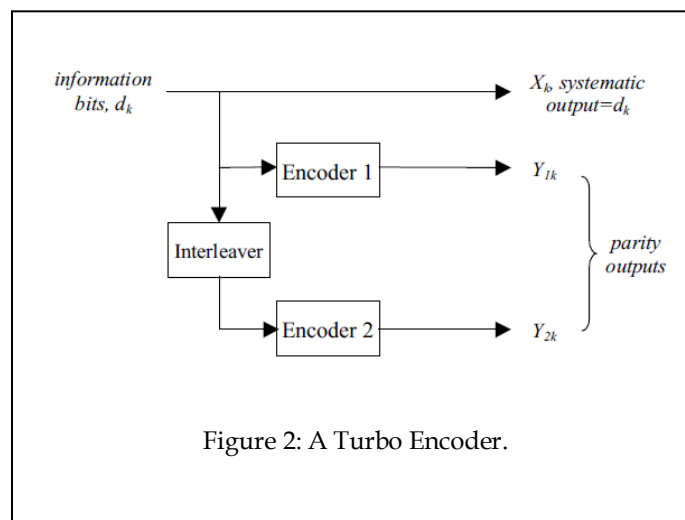 information
bits, dk
Xk, systematic
output=dk
Encoder 1
Y1k
Interleaver
parity
outputs
Encoder 2
Y2k
Figure 2: A Turbo Encoder.